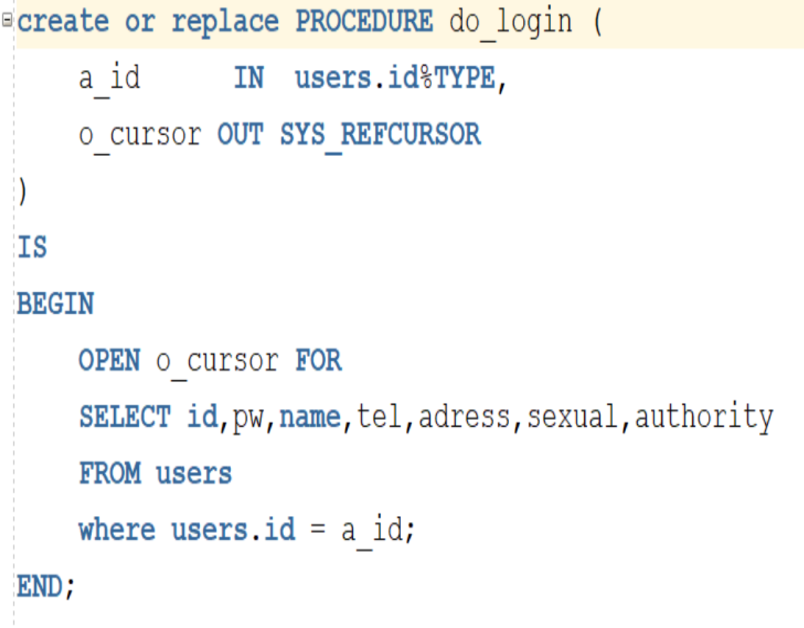 create or replace PROCEDURE do_login (
    a_id      IN  users.id%TYPE,
    o_cursor OUT SYS_REFCURSOR
)
IS
BEGIN
    OPEN o_cursor FOR
    SELECT id,pw,name,tel,adress,sexual,authority
    FROM users
    where users.id = a_id;
END;